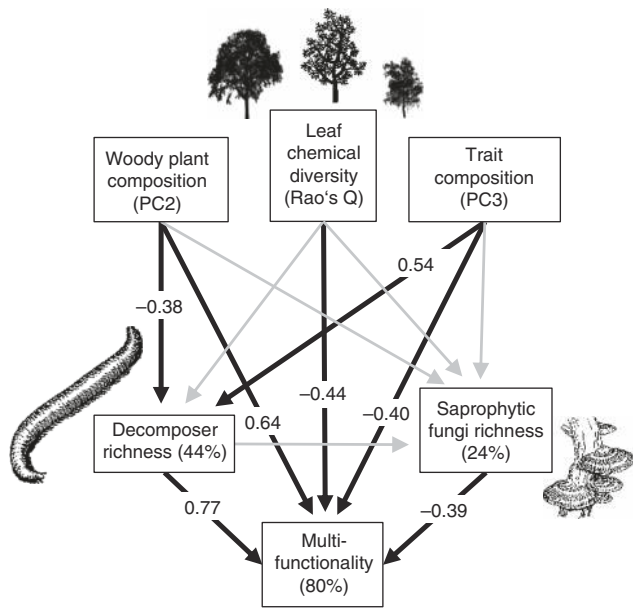 Woody plant
composition
(PC2)
Leaf
chemical
diversity
(Rao‘s Q)
Trait
composition
(PC3)
0.54
–0.38
–0.44
–0.40
0.64
Decomposer
richness (44%)
Saprophytic
fungi richness
(24%)
0.77
–0.39
Multi-
functionality
(80%)